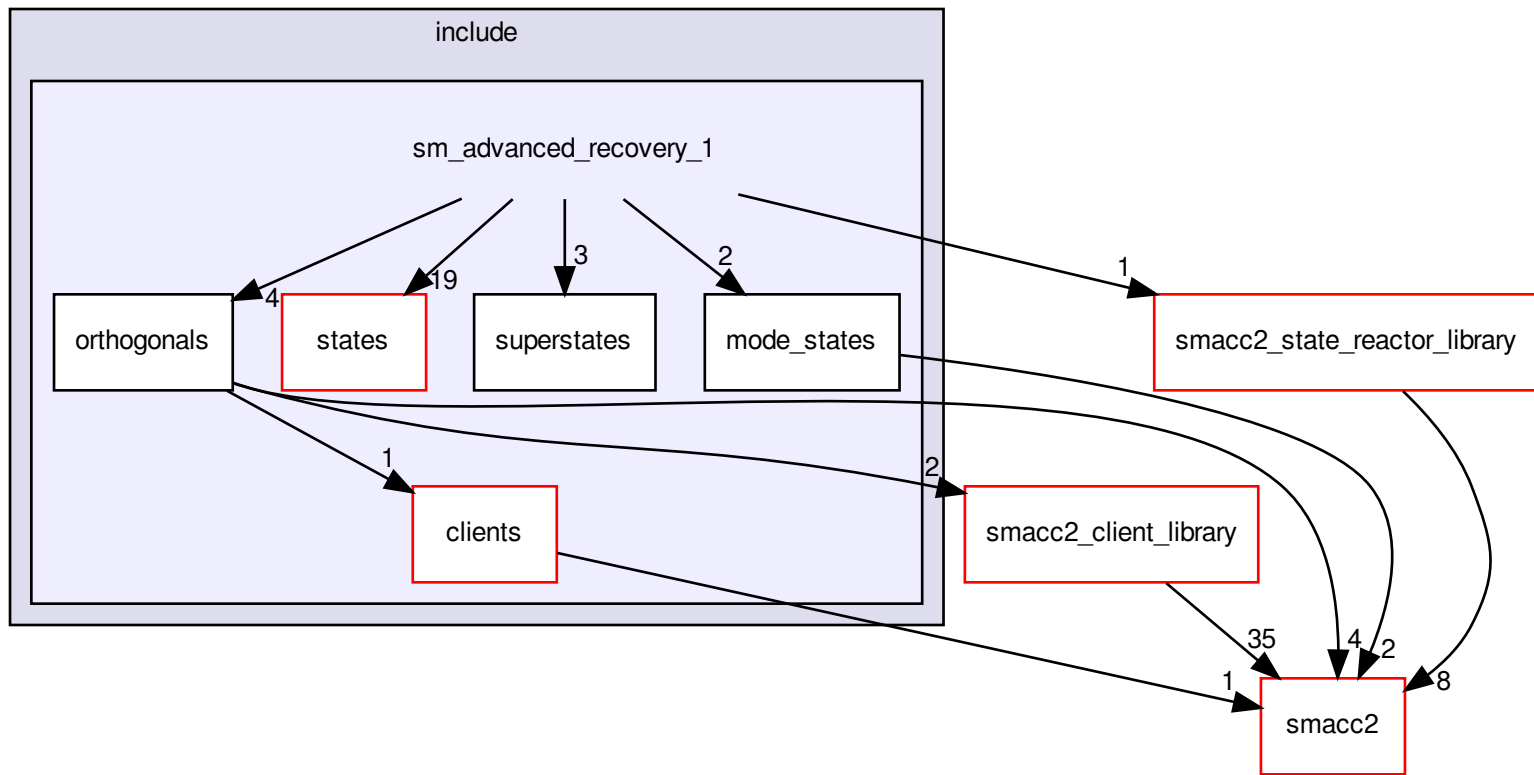 include
sm_advanced_recovery_1
1
2
3
19
4
orthogonals
states
superstates
mode_states
smacc2_state_reactor_library
1
2
clients
smacc2_client_library
35
4
2
1
8
smacc2